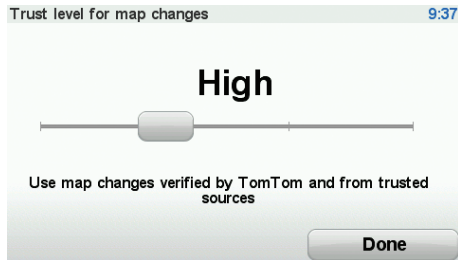 Trust level for map changes 9:37
High
Use map changes verified by TomTom and from trusted
sources
Done